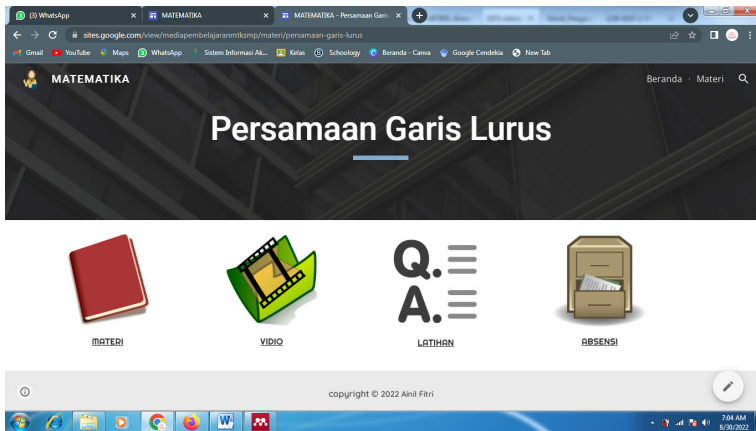 (3) WhatsApp
MATEMATIKA
MATEMATIKA - Persamaan Garis
sites.google.com/view/mediapembelajaranmtksmp/materi/persamaan-garis-lurus
Gmail
YouTube
Maps
WhatsApp
Sistem Informasi Ak...
Kelas
Schoology
Beranda - Canva
Google Cendekia
New Tab
MATEMATIKA
Beranda · Materi
Persamaan Garis Lurus
Q.
A.
MATERI
VIDIO
LATIHAN
ABSENSI
copyright © 2022 Ainil Fitri
7:04 AM
8/30/2022